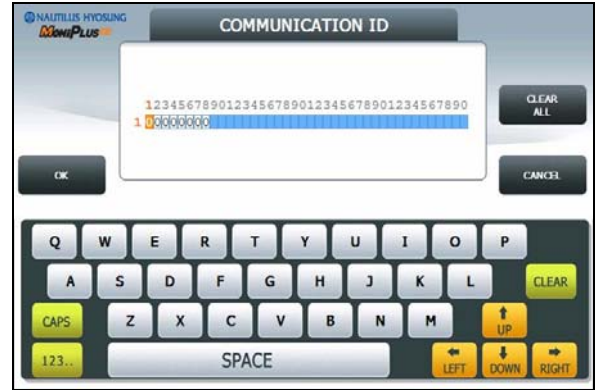 NAUTILUS HYOSUNG
MoniPlus
COMMUNICATION ID
1234567890123456789012345678901234567890
1 00000000
CLEAR
ALL
OK
CANCEL
Q W E R T Y U I O P
A S D F G H J K L CLEAR
CAPS Z X C V B N M UP
123.. SPACE LEFT DOWN RIGHT